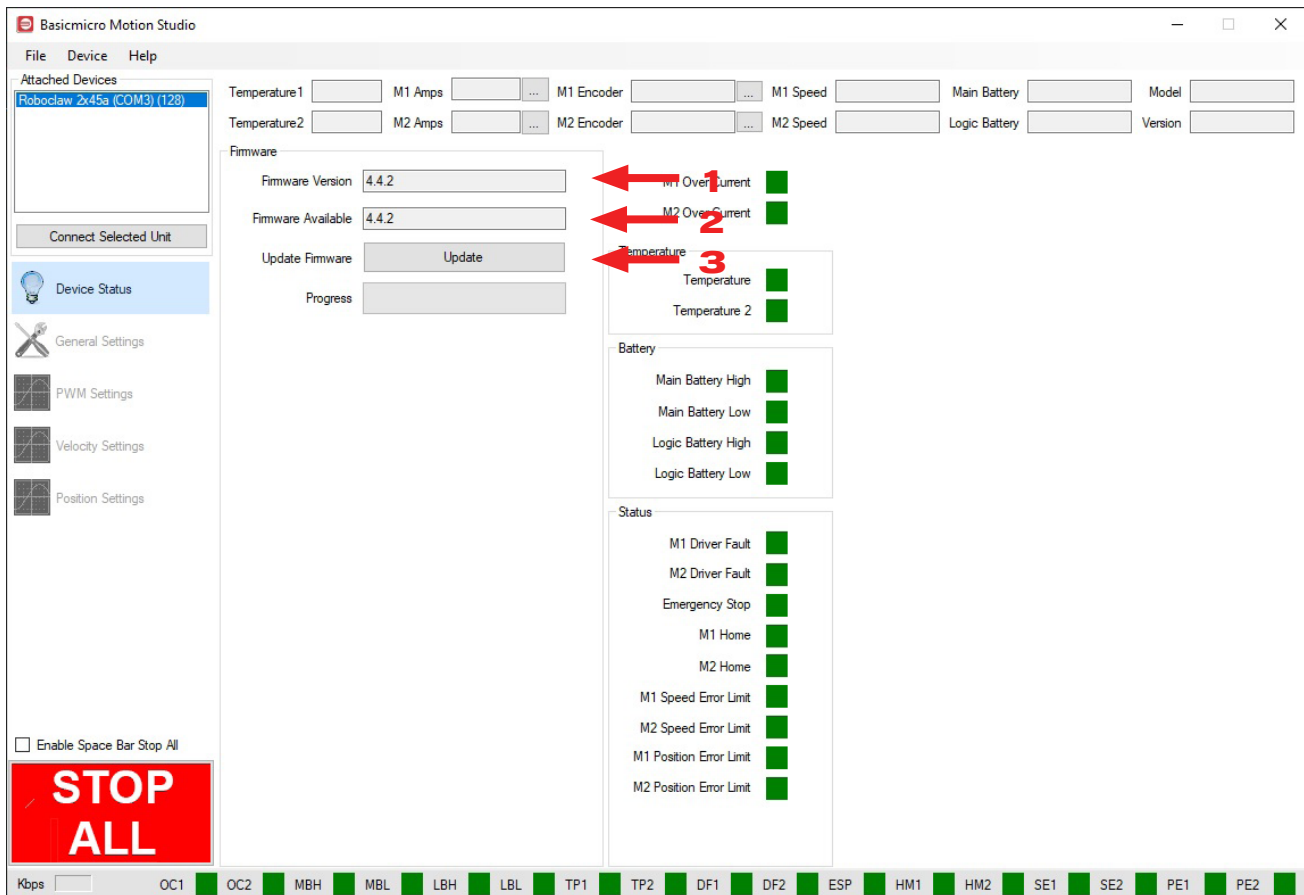 Basicmicro Motion Studio
File Device Help
Attached Devices
Roboclaw 2x45a (COM3) (128)
Connect Selected Unit
Device Status
General Settings
PWM Settings
Velocity Settings
Position Settings
Enable Space Bar Stop All
STOP
ALL
Temperature1 M1 Amps ... M1 Encoder ... M1 Speed Main Battery Model
Temperature2 M2 Amps ... M2 Encoder ... M2 Speed Logic Battery Version
Firmware
Firmware Version 4.4.2
Firmware Available 4.4.2
Update Firmware Update
Progress
1
2
3
M1 Over Current
M2 Over Current
Temperature
Temperature
Temperature 2
Battery
Main Battery High
Main Battery Low
Logic Battery High
Logic Battery Low
Status
M1 Driver Fault
M2 Driver Fault
Emergency Stop
M1 Home
M2 Home
M1 Speed Error Limit
M2 Speed Error Limit
M1 Position Error Limit
M2 Position Error Limit
Kbps OC1 OC2 MBH MBL LBH LBL TP1 TP2 DF1 DF2 ESP HM1 HM2 SE1 SE2 PE1 PE2